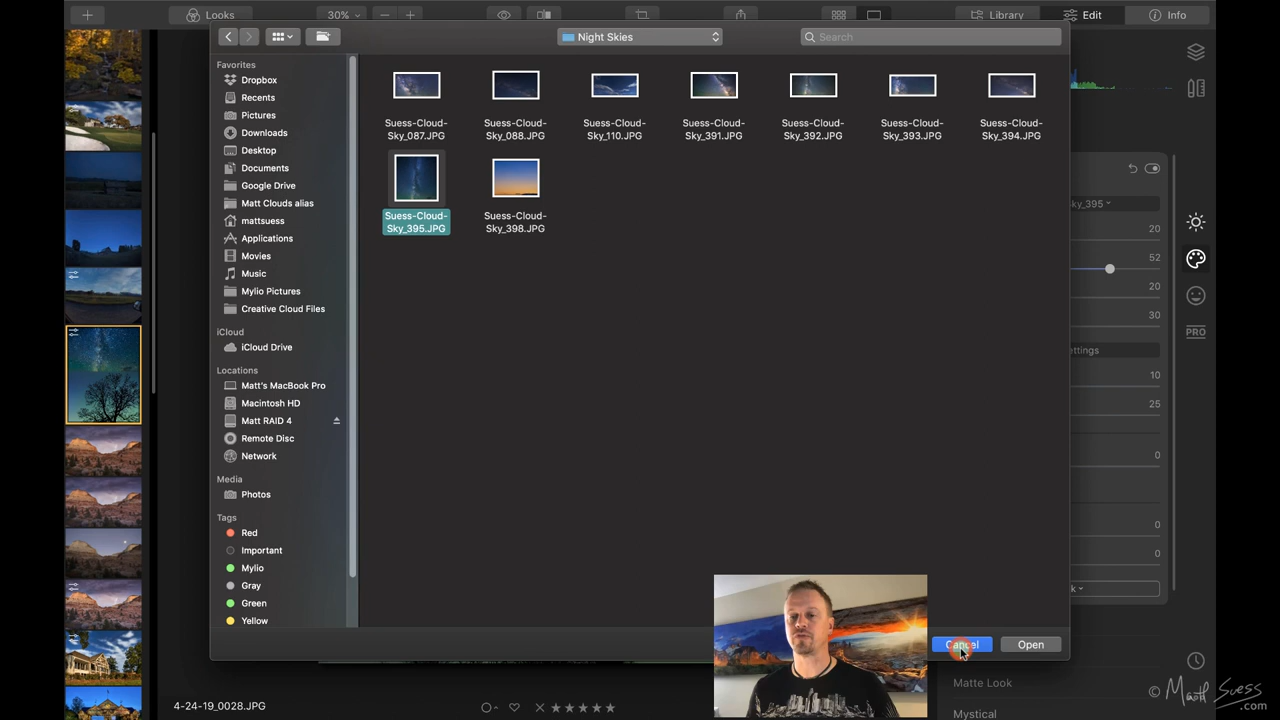 Looks
30%
Library
Edit
Info
Night Skies
Search
Favorites
Dropbox
Recents
Pictures
Downloads
Desktop
Documents
Google Drive
Matt Clouds alias
mattsuess
Applications
Movies
Music
Mylio Pictures
Creative Cloud Files
iCloud
iCloud Drive
Locations
Matt's MacBook Pro
Macintosh HD
Matt RAID 4
Remote Disc
Network
Media
Photos
Tags
Red
Important
Mylio
Gray
Green
Yellow
Suess-Cloud-
Sky_087.JPG
Suess-Cloud-
Sky_088.JPG
Suess-Cloud-
Sky_110.JPG
Suess-Cloud-
Sky_391.JPG
Suess-Cloud-
Sky_392.JPG
Suess-Cloud-
Sky_393.JPG
Suess-Cloud-
Sky_394.JPG
Suess-Cloud-
Sky_395.JPG
Suess-Cloud-
Sky_398.JPG
ky_395
20
52
20
30
ettings
10
25
0
0
0
k
PRO
Cancel
Open
Matte Look
Mystical
4-24-19_0028.JPG
© Matt Suess
.com